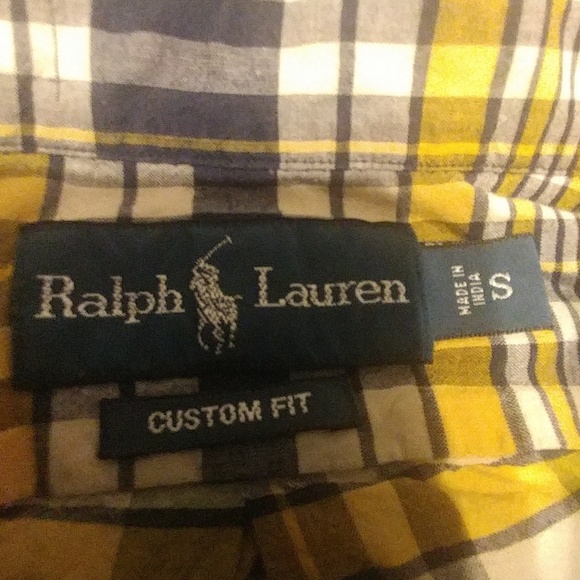 Ralph Lauren
MADE IN
INDIA
S
CUSTOM FIT